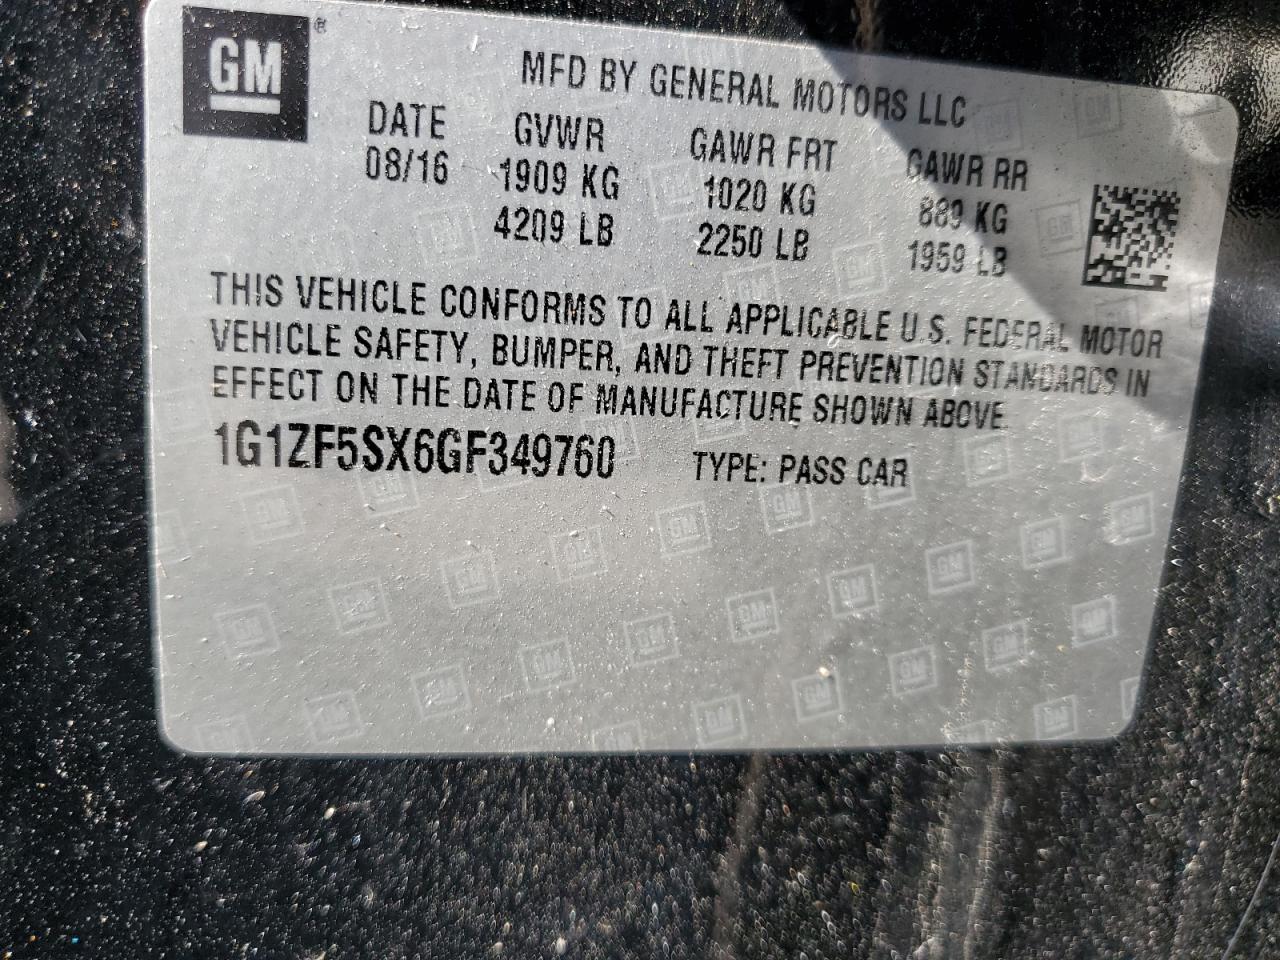 GM®
MFD BY GENERAL MOTORS LLC
DATE GVWR GAWR FRT GAWR RR
08/16 1909 KG 1020 KG 889 KG
4209 LB 2250 LB 1959 LB
THIS VEHICLE CONFORMS TO ALL APPLICABLE U.S. FEDERAL MOTOR
VEHICLE SAFETY, BUMPER, AND THEFT PREVENTION STANDARDS IN
EFFECT ON THE DATE OF MANUFACTURE SHOWN ABOVE.
1G1ZF5SX6GF349760 TYPE: PASS CAR